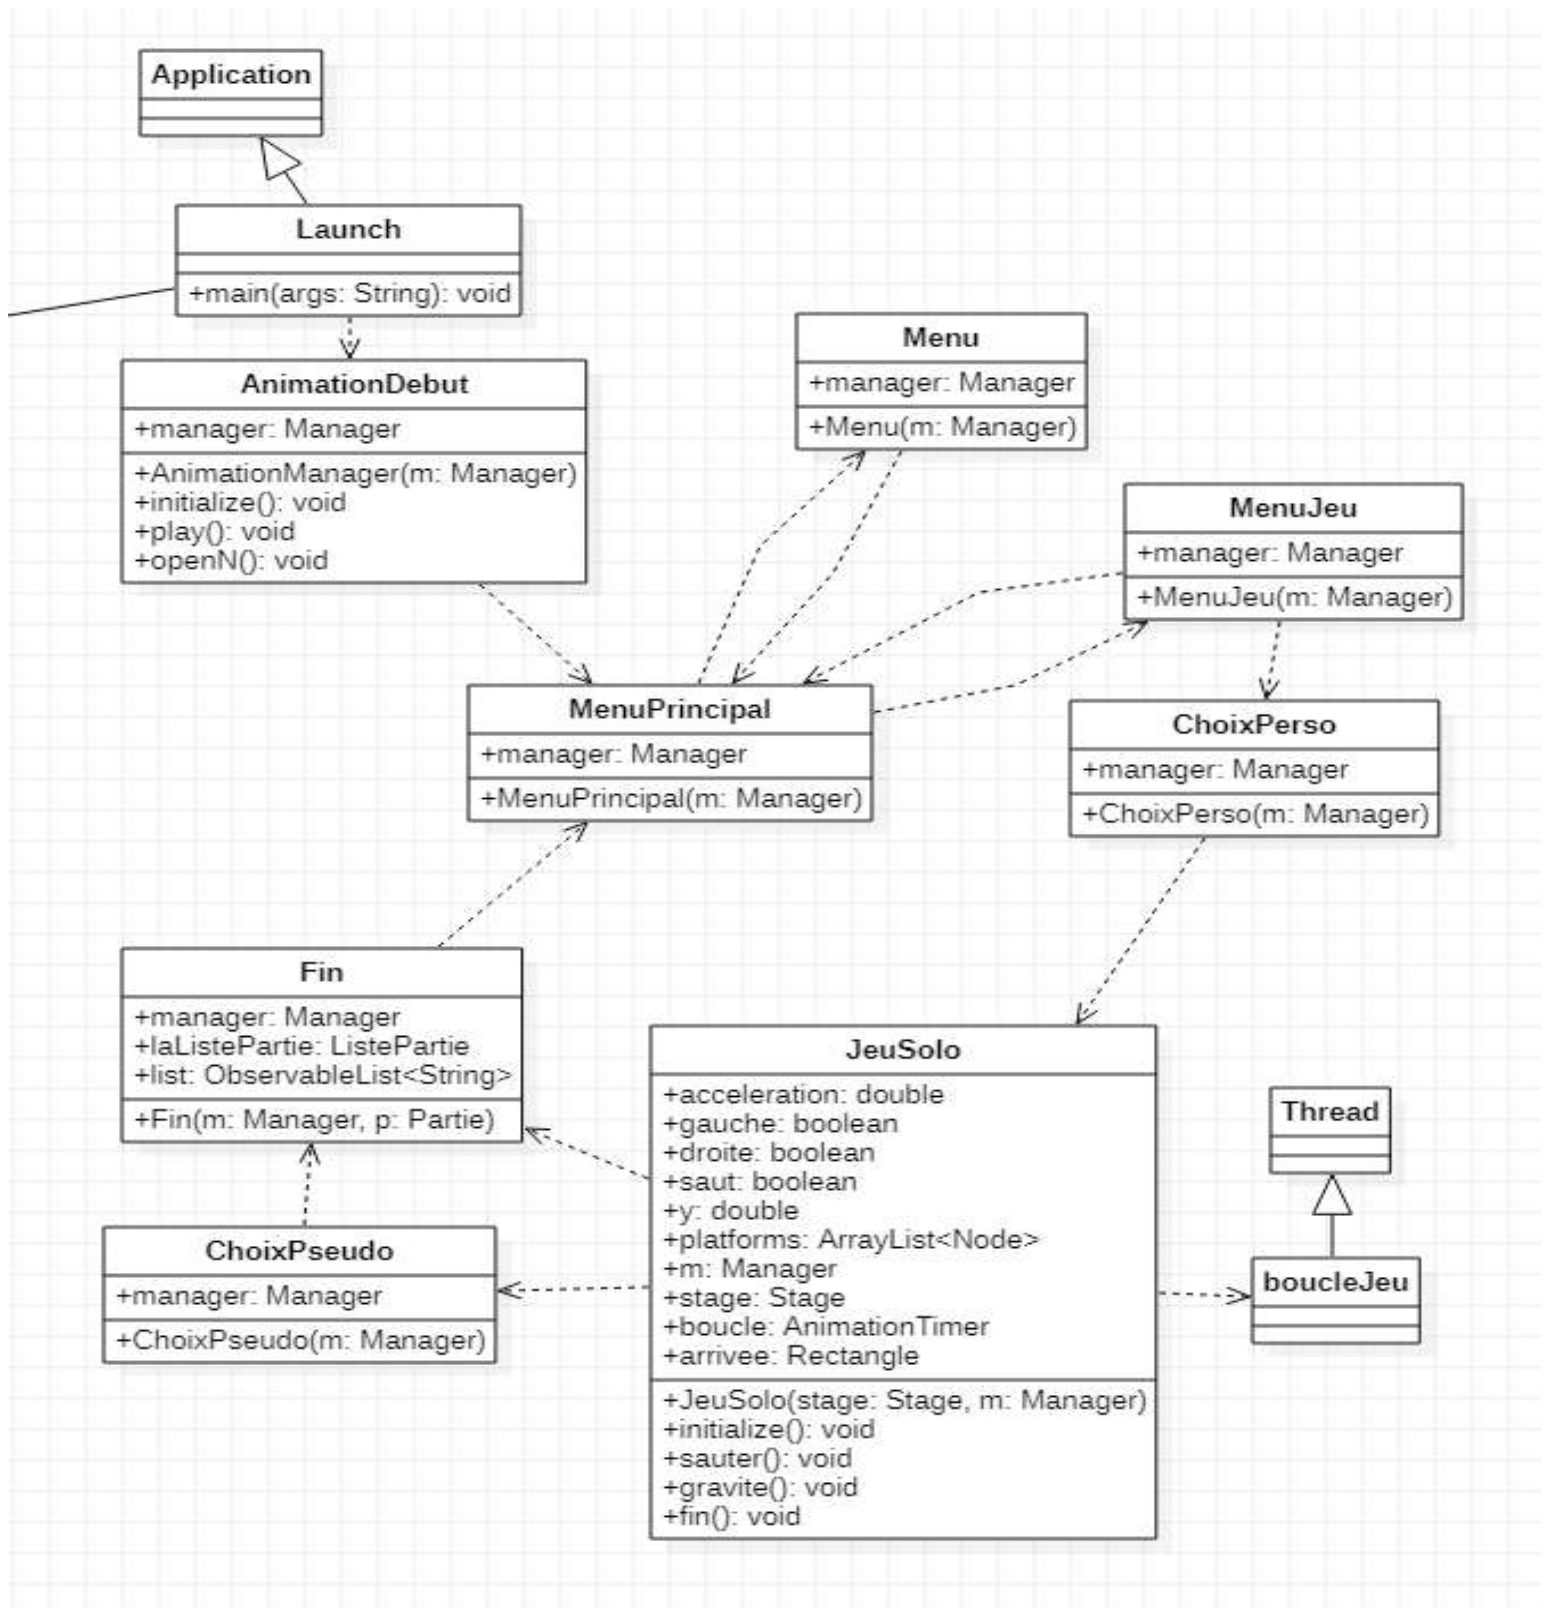 Application
Launch
+main(args: String): void
AnimationDebut
+manager: Manager
+AnimationManager(m: Manager)
+initialize(): void
+play(): void
+openN(): void
Menu
+manager: Manager
+Menu(m: Manager)
MenuJeu
+manager: Manager
+MenuJeu(m: Manager)
MenuPrincipal
+manager: Manager
+MenuPrincipal(m: Manager)
ChoixPerso
+manager: Manager
+ChoixPerso(m: Manager)
Fin
+manager: Manager
+laListePartie: ListePartie
+list: ObservableList<String>
+Fin(m: Manager, p: Partie)
JeuSolo
+acceleration: double
+gauche: boolean
+droite: boolean
+saut: boolean
+y: double
+platforms: ArrayList<Node>
+m: Manager
+stage: Stage
+boucle: AnimationTimer
+arrivee: Rectangle
+JeuSolo(stage: Stage, m: Manager)
+initialize(): void
+sauter(): void
+gravite(): void
+fin(): void
Thread
boucleJeu
ChoixPseudo
+manager: Manager
+ChoixPseudo(m: Manager)